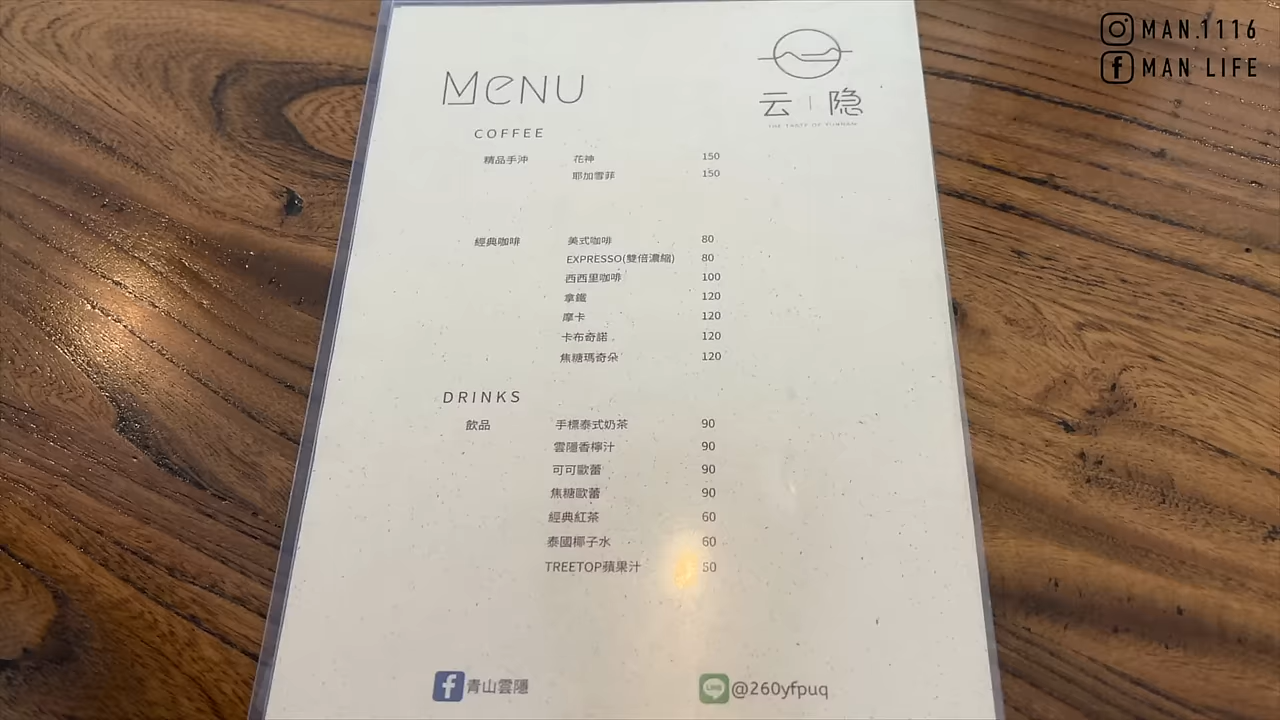 MAN.1116
MAN LIFE
MENU
云 | 隐
THE TASTE OF YUNNAN
COFFEE
精品手沖 花神 150
耶加雪菲 150
經典咖啡 美式咖啡 80
EXPRESSO(雙倍濃縮) 80
西西里咖啡 100
拿鐵 120
摩卡 120
卡布奇諾 120
焦糖瑪奇朵 120
DRINKS
飲品 手標泰式奶茶 90
雲隱香檸汁 90
可可歐蕾 90
焦糖歐蕾 90
經典紅茶 60
泰國椰子水 60
TREETOP蘋果汁 50
青山雲隱
LINE @260yfpuq